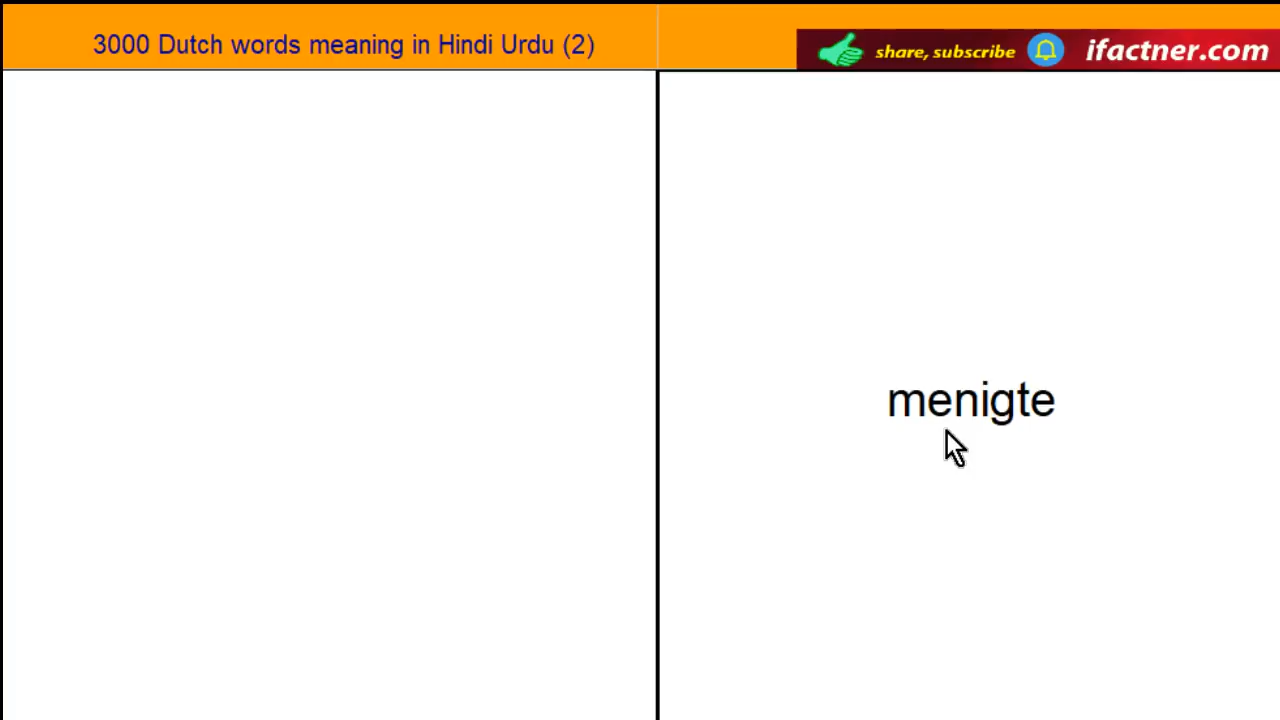 3000 Dutch words meaning in Hindi Urdu (2)
share, subscribe
ifactner.com
menigte